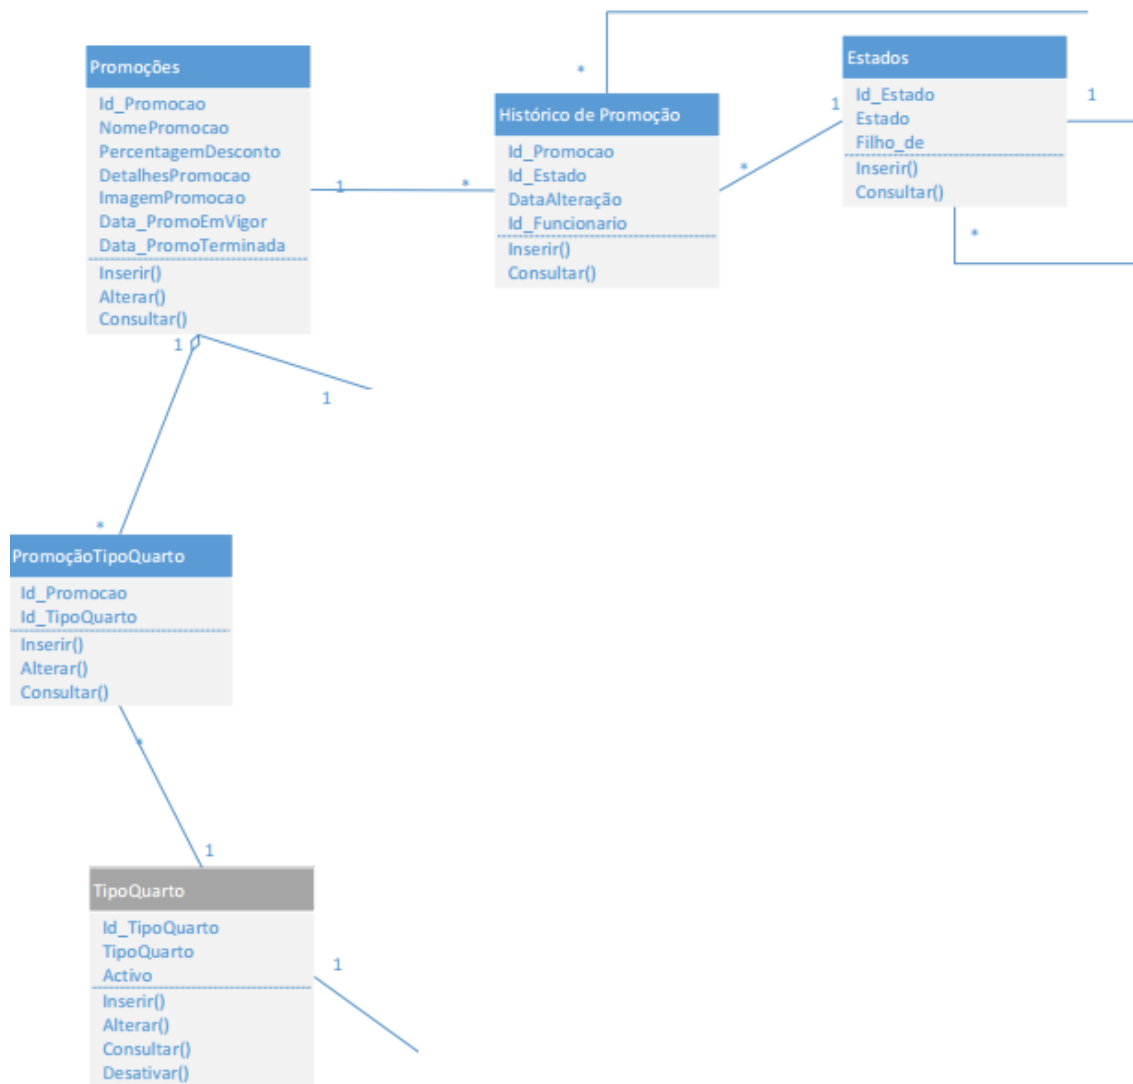 Promoções
Id_Promocao
NomePromocao
PercentagemDesconto
DetalhesPromocao
ImagemPromocao
Data_PromoEmVigor
Data_PromoTerminada
Inserir()
Alterar()
Consultar()
1
1
1
*
*
Histórico de Promoção
Id_Promocao
Id_Estado
DataAlteração
Id_Funcionario
Inserir()
Consultar()
*
1
Estados
Id_Estado
Estado
Filho_de
Inserir()
Consultar()
1
*
*
PromoçãoTipoQuarto
Id_Promocao
Id_TipoQuarto
Inserir()
Alterar()
Consultar()
*
1
TipoQuarto
Id_TipoQuarto
TipoQuarto
Activo
Inserir()
Alterar()
Consultar()
Desativar()
1